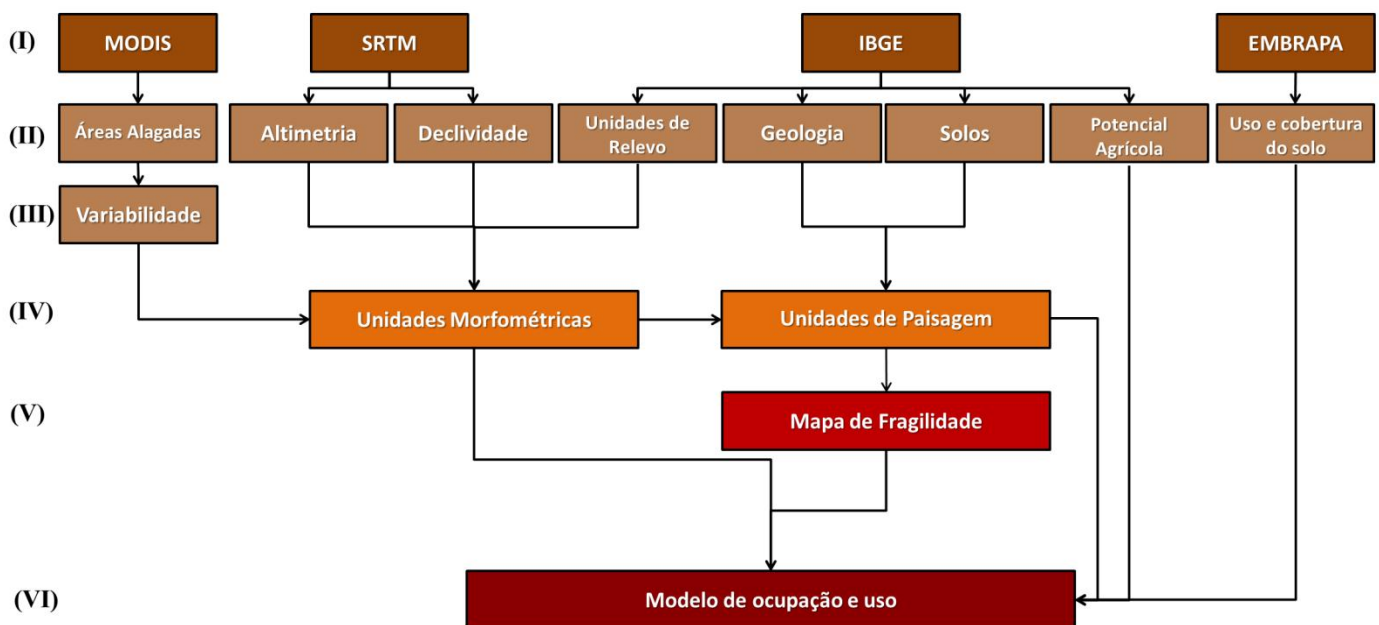 (I)
MODIS
SRTM
IBGE
EMBRAPA
(II)
Áreas Alagadas
Altimetria
Declividade
Unidades de
Relevo
Geologia
Solos
Potencial
Agrícola
Uso e cobertura
do solo
(III)
Variabilidade
(IV)
Unidades Morfométricas
Unidades de Paisagem
(V)
Mapa de Fragilidade
(VI)
Modelo de ocupação e uso